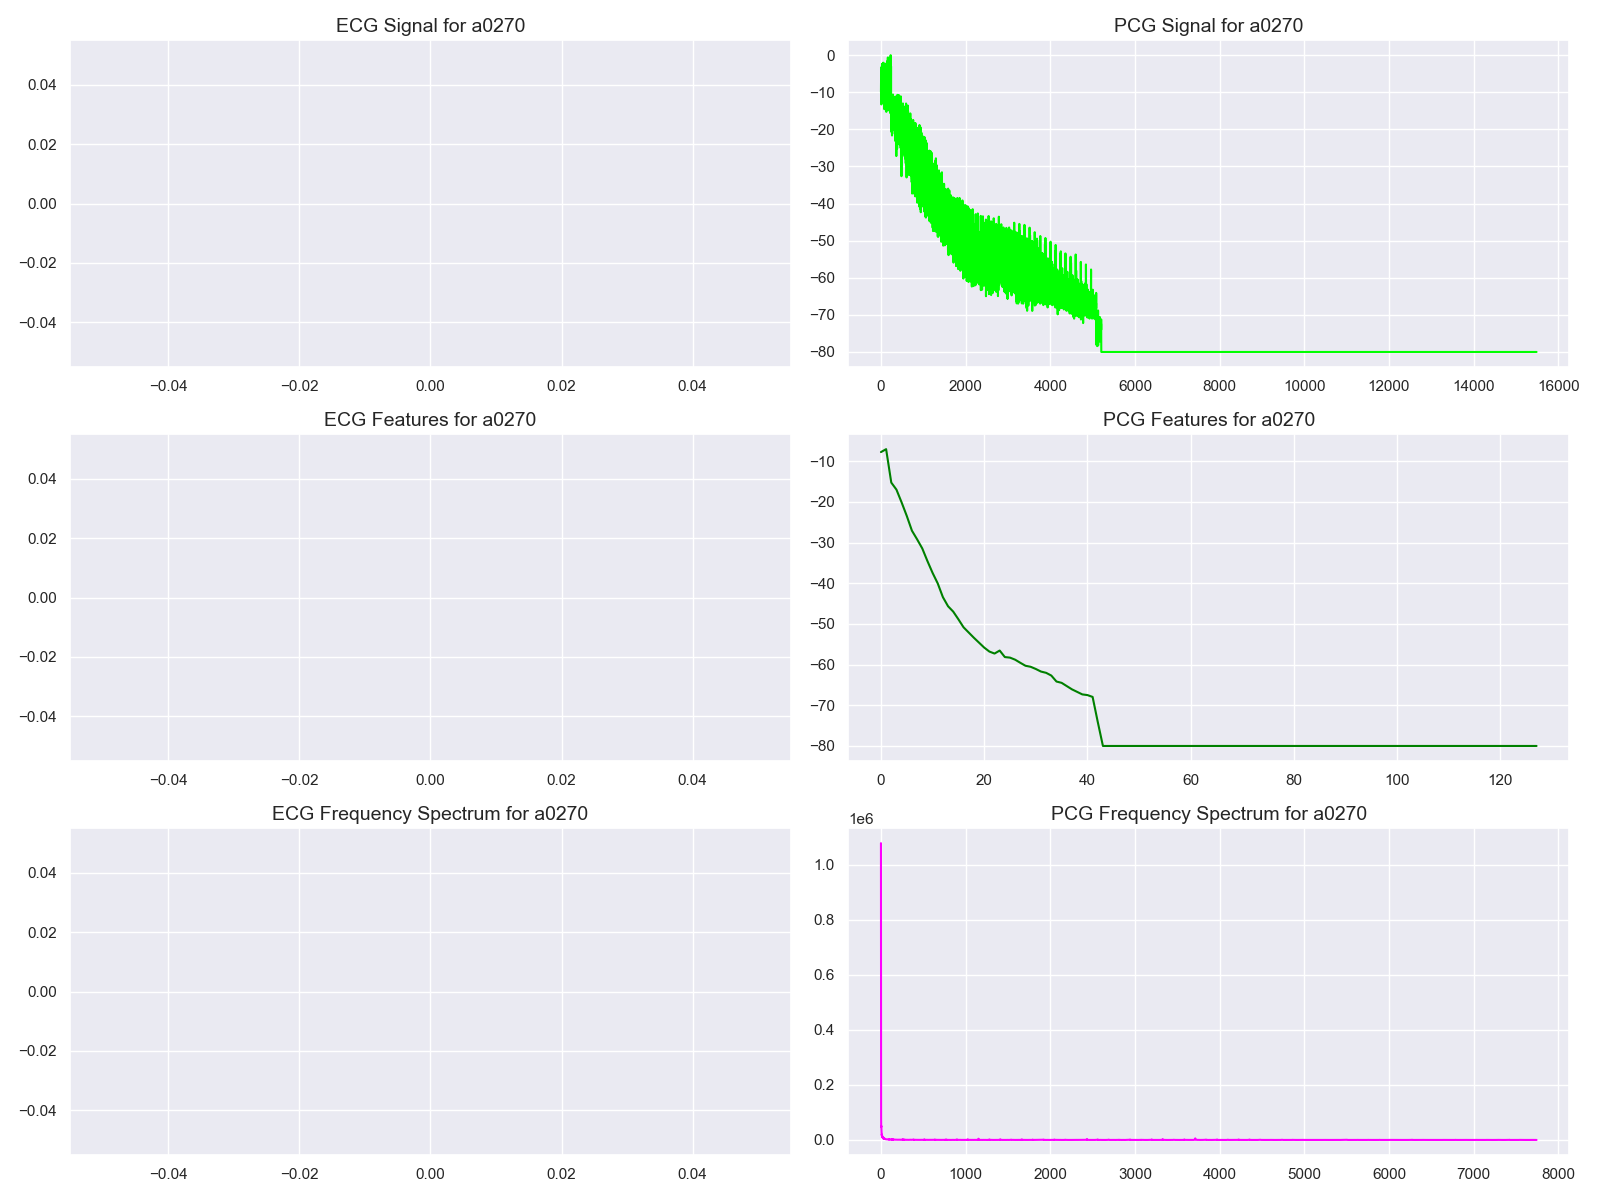 ECG Signal for a0270
0.04
0.02
0.00
−0.02
−0.04
−0.04 −0.02 0.00 0.02 0.04
PCG Signal for a0270
0
−10
−20
−30
−40
−50
−60
−70
−80
0 2000 4000 6000 8000 10000 12000 14000 16000
ECG Features for a0270
0.04
0.02
0.00
−0.02
−0.04
−0.04 −0.02 0.00 0.02 0.04
PCG Features for a0270
−10
−20
−30
−40
−50
−60
−70
−80
0 20 40 60 80 100 120
ECG Frequency Spectrum for a0270
0.04
0.02
0.00
−0.02
−0.04
−0.04 −0.02 0.00 0.02 0.04
PCG Frequency Spectrum for a0270
1e6
1.0
0.8
0.6
0.4
0.2
0.0
0 1000 2000 3000 4000 5000 6000 7000 8000